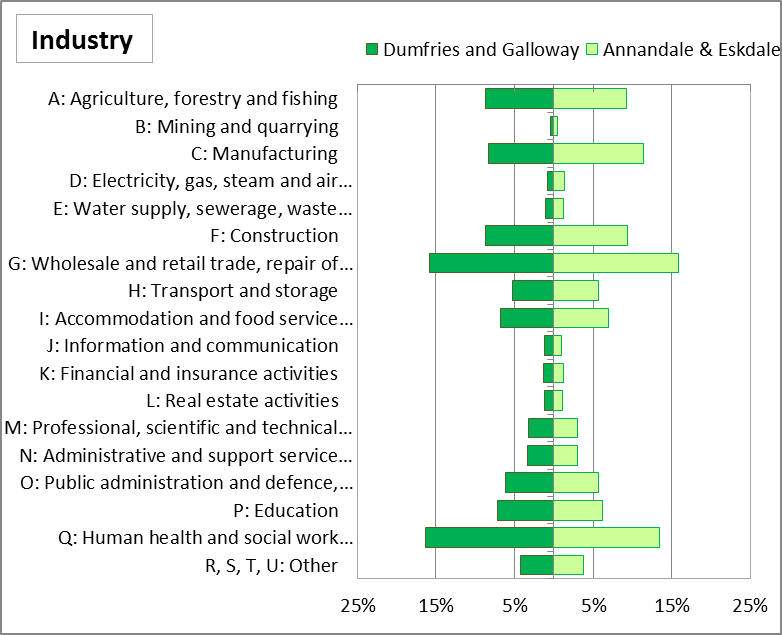 Industry
Dumfries and Galloway Annandale & Eskdale
A: Agriculture, forestry and fishing
B: Mining and quarrying
C: Manufacturing
D: Electricity, gas, steam and air...
E: Water supply, sewerage, waste...
F: Construction
G: Wholesale and retail trade, repair of...
H: Transport and storage
I: Accommodation and food service...
J: Information and communication
K: Financial and insurance activities
L: Real estate activities
M: Professional, scientific and technical...
N: Administrative and support service...
O: Public administration and defence,...
P: Education
Q: Human health and social work...
R, S, T, U: Other
25% 15% 5% 5% 15% 25%